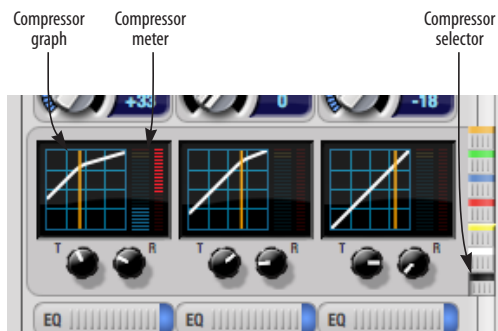 Compressor
graph
Compressor
meter
Compressor
selector
+33
0
-18
T R
T R
T R
EQ
EQ
EQ